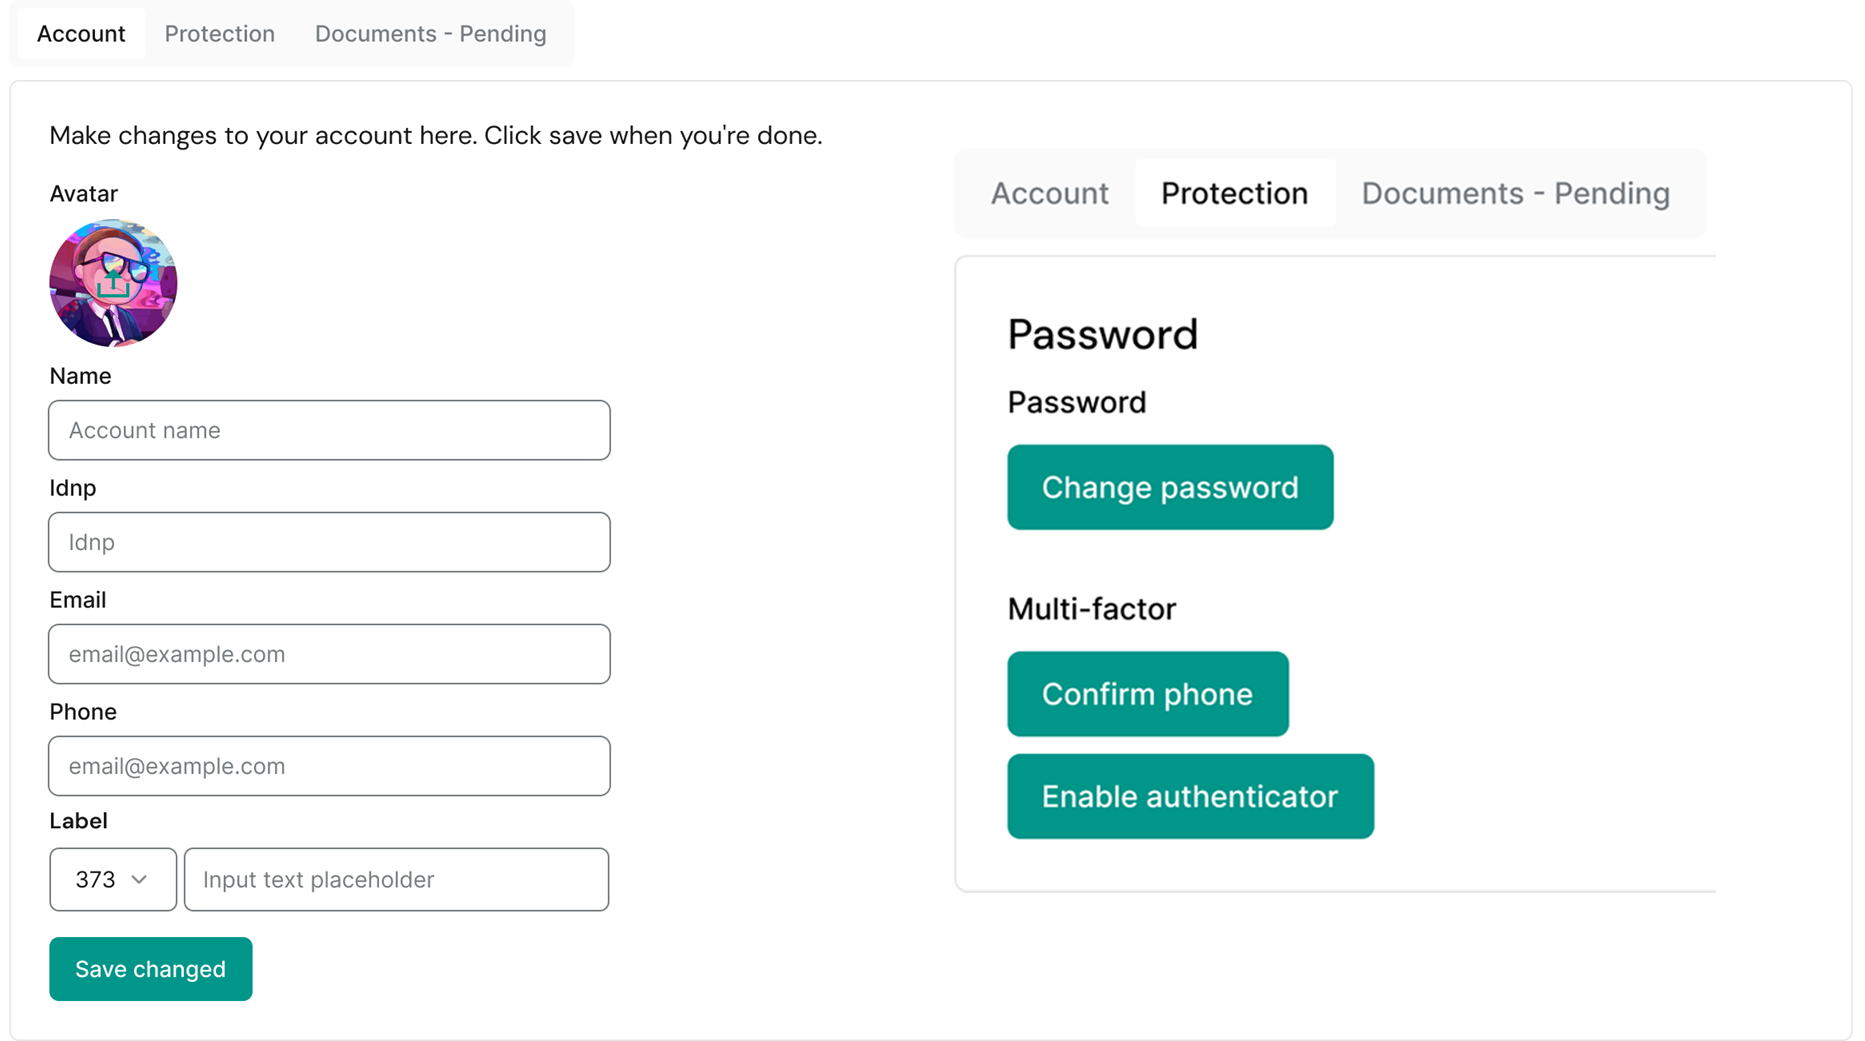 Account Protection Documents - Pending
Make changes to your account here. Click save when you're done.
Avatar
Name
Account name
Idnp
Idnp
Email
email@example.com
Phone
email@example.com
Label
373 Input text placeholder
Save changed
Account Protection Documents - Pending
Password
Password
Change password
Multi-factor
Confirm phone
Enable authenticator